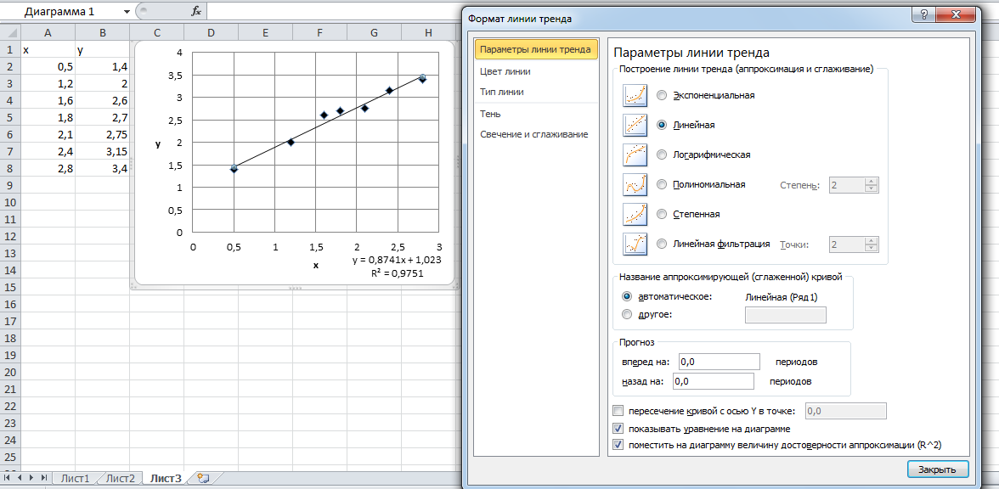 Диаграмма 1
fx
A B C D E F G H
1 x y
2 0,5 1,4
3 1,2 2
4 1,6 2,6
5 1,8 2,7
6 2,1 2,75
7 2,4 3,15
8 2,8 3,4
9
10
11
12
13
14
15
16
17
18
19
20
21
22
23
24
25
4
3,5
3
2,5
2
1,5
1
0,5
0
y
0 0,5 1 1,5 2 2,5 3
x
y = 0,8741x + 1,023
R² = 0,9751
Лист1 Лист2 Лист3
Формат линии тренда
?
Параметры линии тренда
Цвет линии
Тип линии
Тень
Свечение и сглаживание
Параметры линии тренда
Построение линии тренда (аппроксимация и сглаживание)
Экспоненциальная
Линейная
Логарифмическая
Полиномиальная Степень: 2
Степенная
Линейная фильтрация Точки: 2
Название аппроксимирующей (сглаженной) кривой
автоматическое: Линейная (Ряд1)
другое:
Прогноз
вперед на: 0,0 периодов
назад на: 0,0 периодов
пересечение кривой с осью Y в точке: 0,0
показывать уравнение на диаграмме
поместить на диаграмму величину достоверности аппроксимации (R^2)
Закрыть